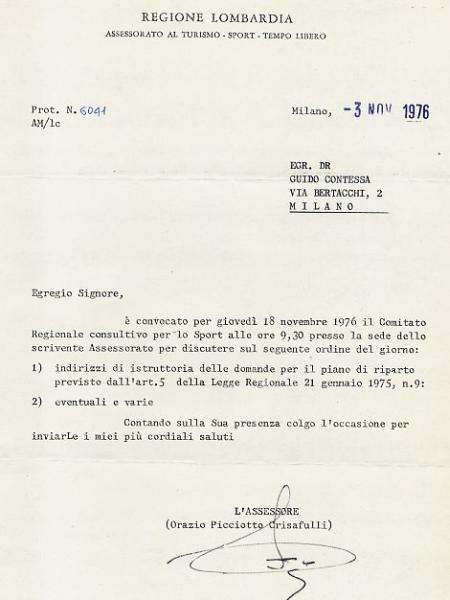 REGIONE LOMBARDIA
ASSESSORATO AL TURISMO - SPORT - TEMPO LIBERO
Prot. N. 6041
AM/lc
Milano, -3 NOV 1976
EGR. DR
GUIDO CONTESSA
VIA BERTACCHI, 2
MILANO
Egregio Signore,
è convocato per giovedì 18 novembre 1976 il Comitato
Regionale consultivo per lo Sport alle ore 9,30 presso la sede dello
scrivente Assessorato per discutere sul seguente ordine del giorno:
1) indirizzi di istruttoria delle domande per il piano di riparto
previsto dall'art.5 della Legge Regionale 21 gennaio 1975, n.9:
2) eventuali e varie
Contando sulla Sua presenza colgo l'occasione per
inviarLe i miei più cordiali saluti
L'ASSESSORE
(Orazio Picciotto Crisafulli)